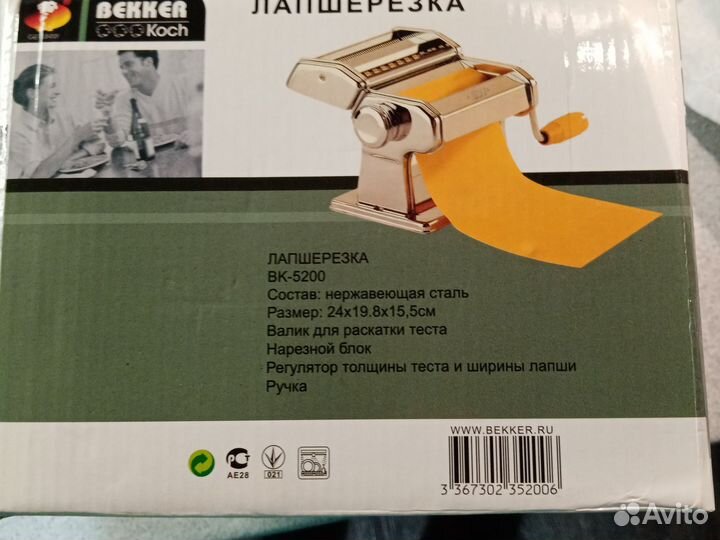 BEKKER
Koch
ЛАПШЕРЕЗКА
ЛАПШЕРЕЗКА
BK-5200
Состав: нержавеющая сталь
Размер: 24x19.8x15,5см
Валик для раскатки теста
Нарезной блок
Регулятор толщины теста и ширины лапши
Ручка
WWW.BEKKER.RU
АЕ28
021
3 367302 352006
Avito